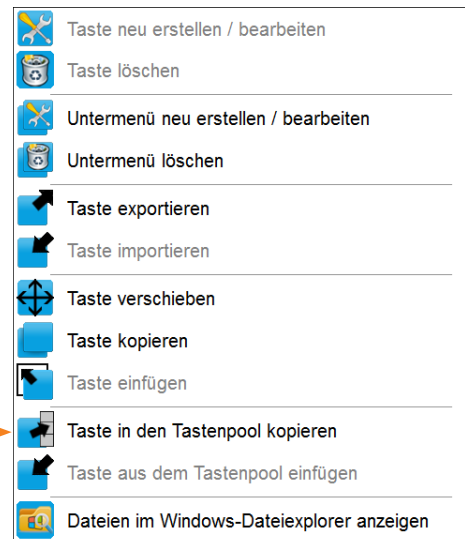 Taste neu erstellen / bearbeiten
Taste löschen
Untermenü neu erstellen / bearbeiten
Untermenü löschen
Taste exportieren
Taste importieren
Taste verschieben
Taste kopieren
Taste einfügen
Taste in den Tastenpool kopieren
Taste aus dem Tastenpool einfügen
Dateien im Windows-Dateiexplorer anzeigen